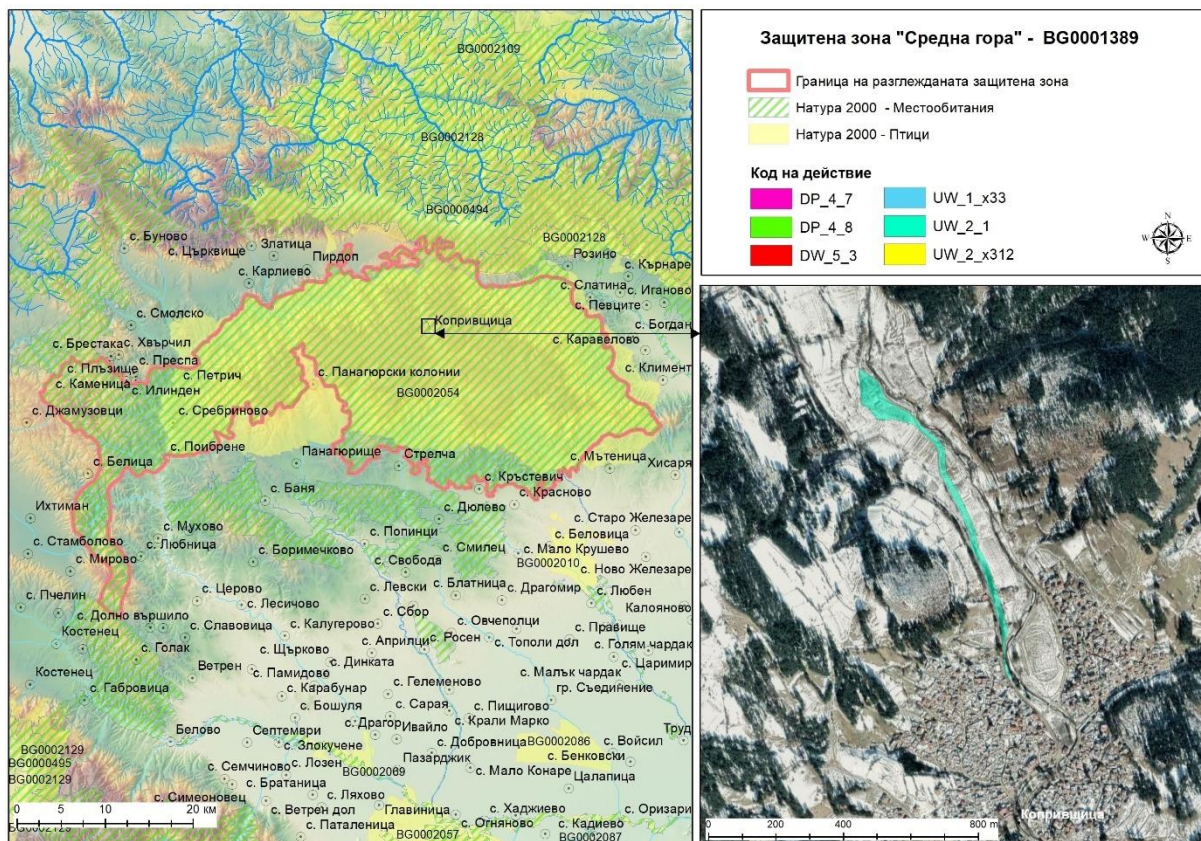 BG0002109
BG0002128
BG0000494
BG0002128
с. Буново
Златица
с. Църквище
Пирдоп
с. Карлиево
Розино
с. Кърнаре
с. Слатина
с. Иганово
с. Певците
с. Смолско
Копривщица
с. Богдан
с. Брестака
с. Хвърчил
с. Каравелово
с. Преспа
с. Плъзище
с. Петрич
с. Панагюрски колонии
с. Климент
с. Каменица
с. Илинден
BG0002054
с. Джамузовци
с. Сребриново
с. Поибрене
Панагюрище
Стрелча
с. Белица
с. Мътеница
Хисаря
с. Кръстевич
с. Баня
с. Красново
Ихтиман
с. Дюлево
с. Мухово
с. Попинци
с. Старо Железаре
с. Стамболово
с. Любница
с. Беловица
с. Боримечково
с. Смилец
с. Мало Крушево
с. Мирово
с. Свобода
BG0002010
с. Ново Железаре
с. Церово
с. Левски
с. Блатница
с. Драгомир
с. Любен
с. Пчелин
с. Лесичово
с. Сбор
Калояново
с. Долно вършило
с. Калугерово
с. Овчеполци
с. Правище
Костенец
с. Славовица
с. Априлци
с. Росен
с. Тополи дол
с. Голям чардак
с. Голак
с. Щърково
с. Динката
с. Царимир
Костенец
Ветрен
с. Памидово
с. Малък чардак
с. Габровица
с. Карабунар
с. Гелеменово
гр. Съединение
с. Бошуля
с. Сарая
с. Пищигово
Белово
Септември
с. Драгор
с. Ивайло
с. Крали Марко
Труд
BG0002129
с. Злокучене
с. Добровница
BG0002086
с. Войсил
BG0000495
Пазарджик
с. Бенковски
BG0002129
с. Семчиново
с. Лозен
BG0002069
с. Мало Конаре
Цалапица
с. Симеоновец
с. Братаница
с. Ляхово
с. Ветрен дол
Главиница
с. Хаджиево
с. Оризари
с. Паталеница
с. Огняново
с. Кадиево
BG0002057
BG0002087
0 5 10 20 км
Защитена зона "Средна гора" - BG0001389
Граница на разглежданата защитена зона
Натура 2000 - Местообитания
Натура 2000 - Птици
Код на действие
DP_4_7 UW_1_x33
DP_4_8 UW_2_1
DW_5_3 UW_2_x312
N
W E
S
Копривщица
0 200 400 800 m